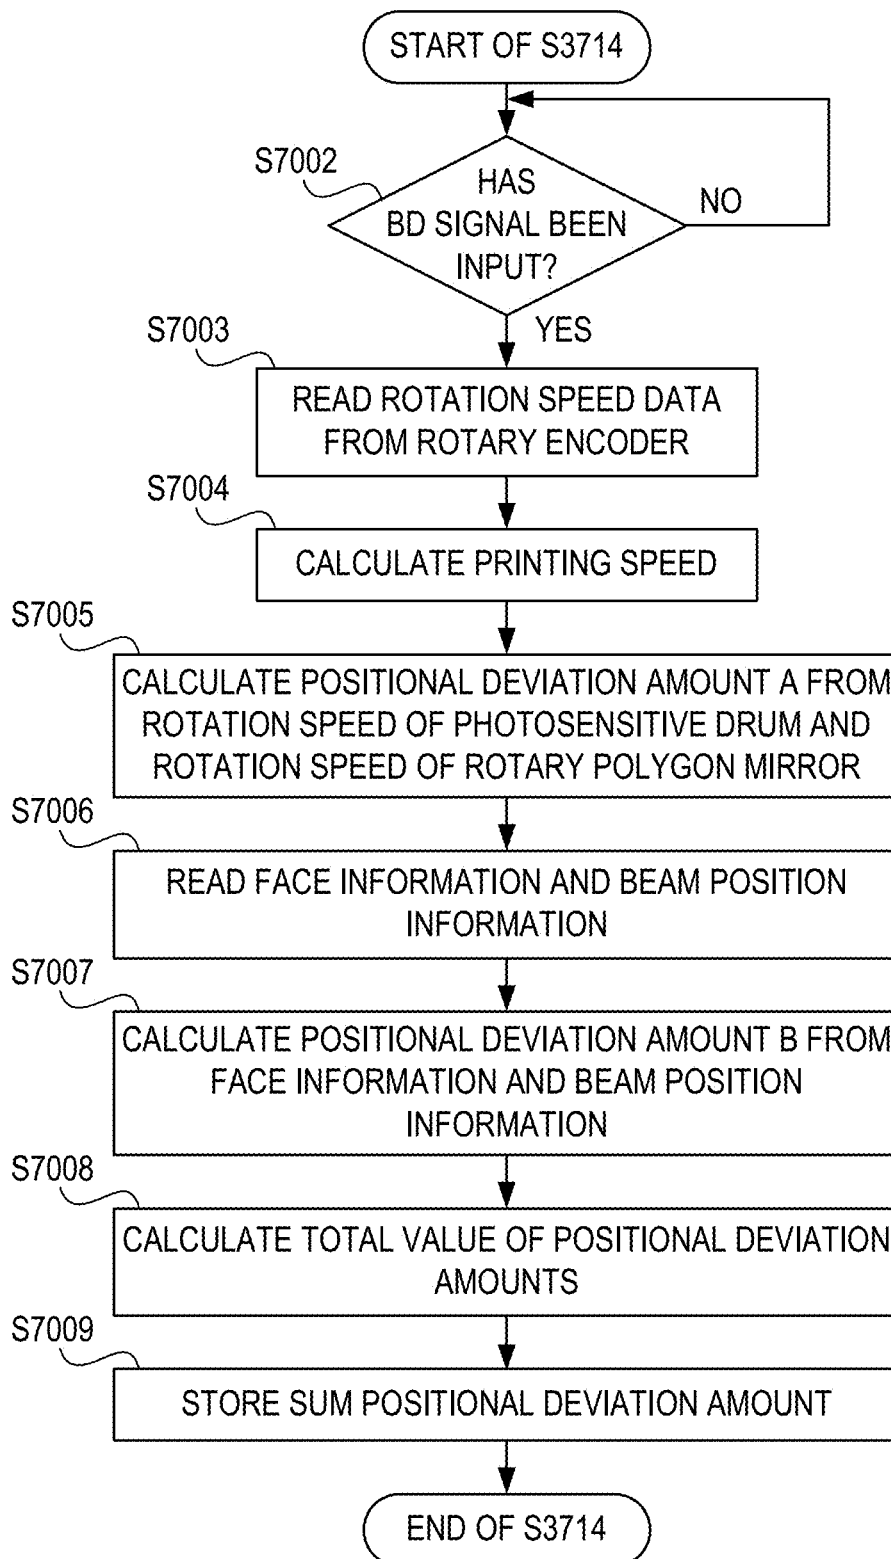 START OF S3714
S7002
HAS
BD SIGNAL BEEN
INPUT?
NO
YES
S7003
READ ROTATION SPEED DATA
FROM ROTARY ENCODER
S7004
CALCULATE PRINTING SPEED
S7005
CALCULATE POSITIONAL DEVIATION AMOUNT A FROM
ROTATION SPEED OF PHOTOSENSITIVE DRUM AND
ROTATION SPEED OF ROTARY POLYGON MIRROR
S7006
READ FACE INFORMATION AND BEAM POSITION
INFORMATION
S7007
CALCULATE POSITIONAL DEVIATION AMOUNT B FROM
FACE INFORMATION AND BEAM POSITION
INFORMATION
S7008
CALCULATE TOTAL VALUE OF POSITIONAL DEVIATION
AMOUNTS
S7009
STORE SUM POSITIONAL DEVIATION AMOUNT
END OF S3714